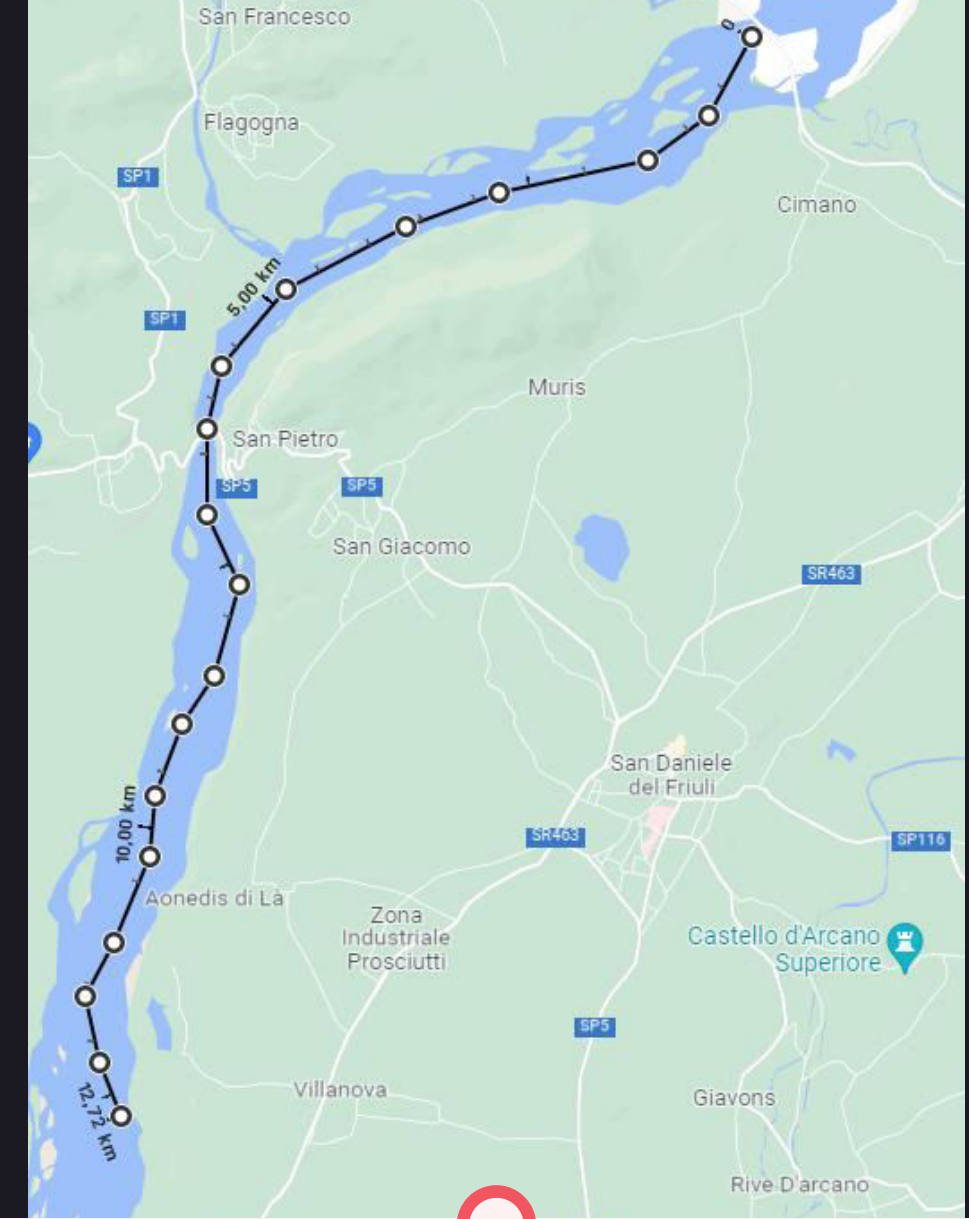 San Francesco
0
Flagogna
SP1
Cimano
5,00 km
SP1
Muris
San Pietro
SP5
SP5
San Giacomo
SR463
San Daniele
del Friuli
10,00 km
SR463
SP116
Aonedis di Là
Zona
Industriale
Prosciutti
Castello d'Arcano
Superiore
SP5
12,72 km
Villanova
Giavons
Rive D'arcano